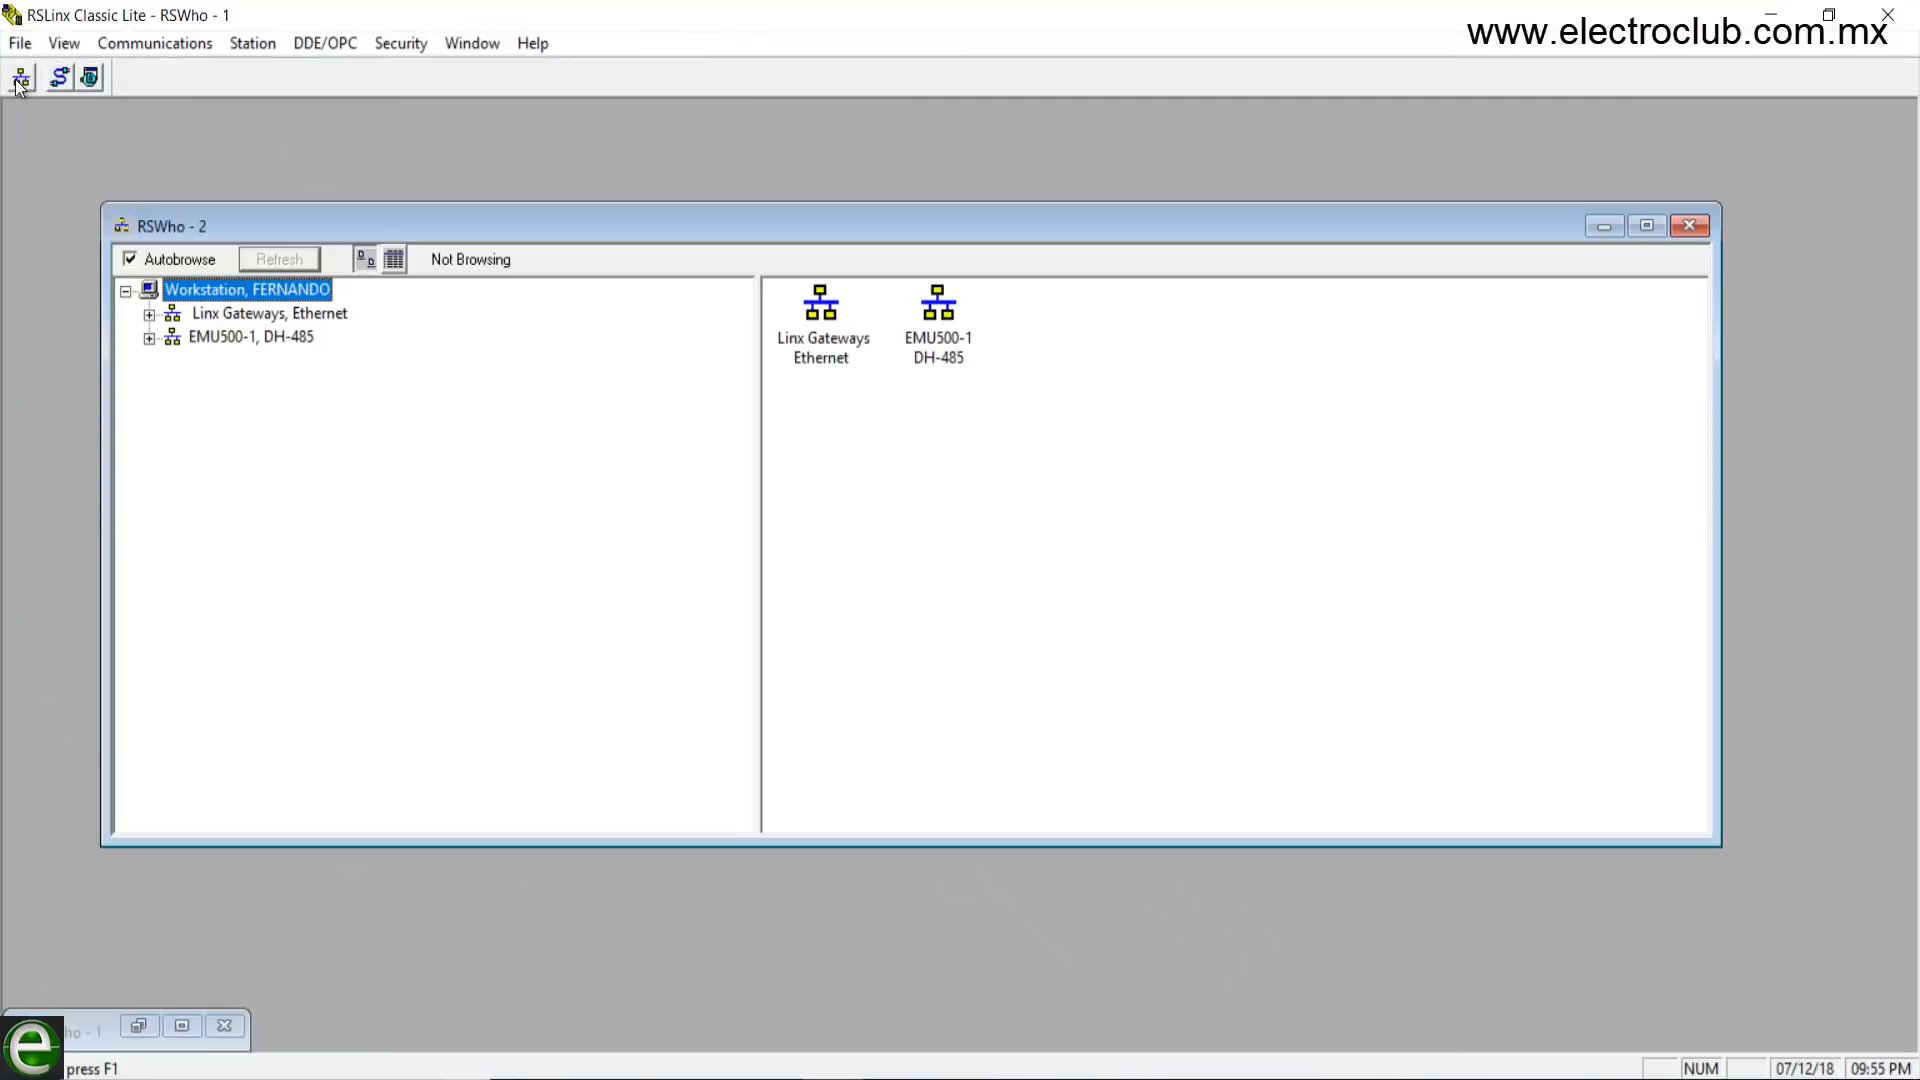 RSLinx Classic Lite - RSWho - 1
www.electroclub.com.mx
File View Communications Station DDE/OPC Security Window Help
RSWho - 2
Autobrowse Refresh Not Browsing
Workstation, FERNANDO
Linx Gateways, Ethernet
EMU500-1, DH-485
Linx Gateways
Ethernet
EMU500-1
DH-485
ho - 1
e
press F1
NUM 07/12/18 09:55 PM